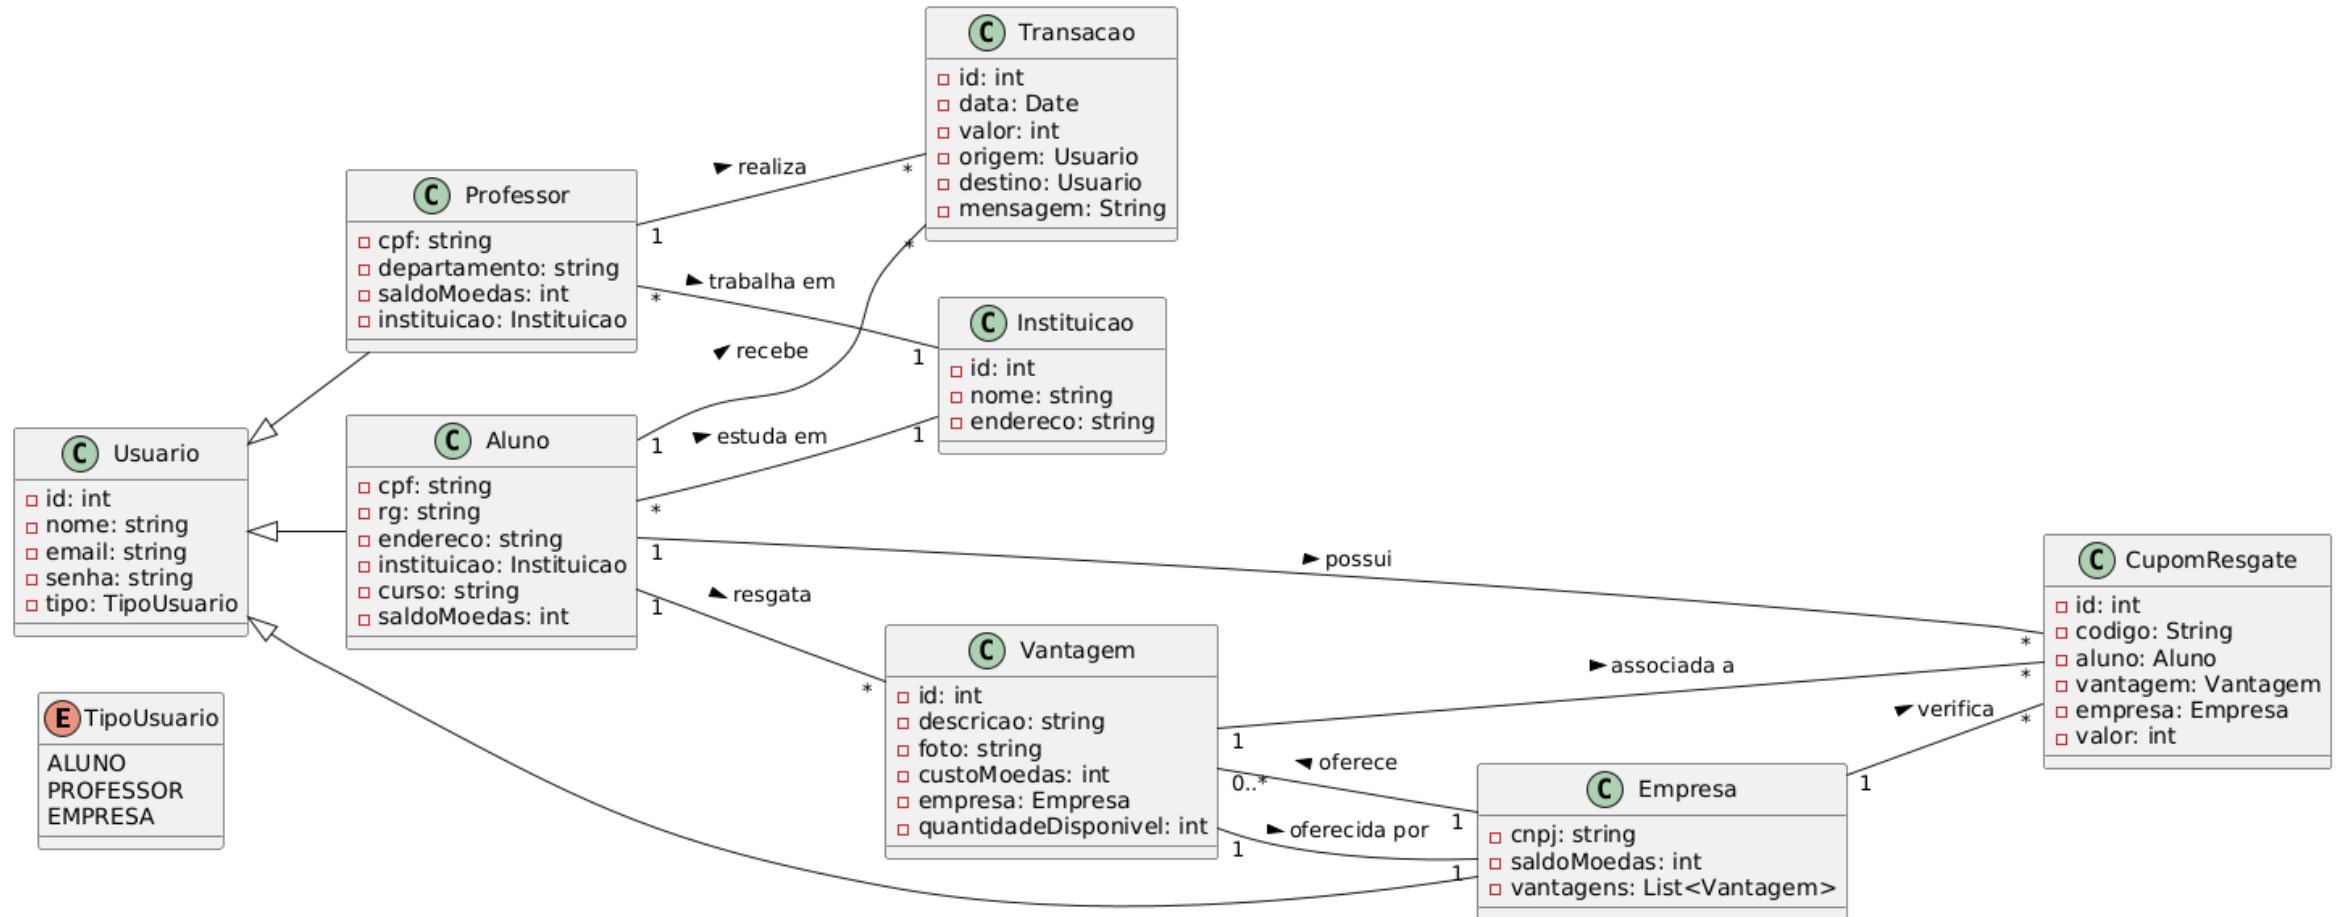 C Transacao
id: int
data: Date
valor: int
origem: Usuario
destino: Usuario
mensagem: String
C Professor
cpf: string
departamento: string
saldoMoedas: int
instituicao: Instituicao
realiza
1
*
trabalha em
*
1
recebe
1
*
estuda em
*
1
C Instituicao
id: int
nome: string
endereco: string
C Usuario
id: int
nome: string
email: string
senha: string
tipo: TipoUsuario
C Aluno
cpf: string
rg: string
endereco: string
instituicao: Instituicao
curso: string
saldoMoedas: int
possui
1
*
resgata
1
*
C CupomResgate
id: int
codigo: String
aluno: Aluno
vantagem: Vantagem
empresa: Empresa
valor: int
E TipoUsuario
ALUNO
PROFESSOR
EMPRESA
C Vantagem
id: int
descricao: string
foto: string
custoMoedas: int
empresa: Empresa
quantidadeDisponivel: int
associada a
1
*
verifica
1
*
oferece
0..*
1
oferecida por
1
1
C Empresa
cnpj: string
saldoMoedas: int
vantagens: List<Vantagem>